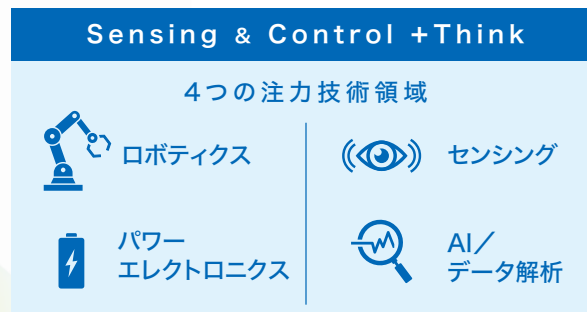 Sensing & Control +Think
4つの注力技術領域
ロボティクス
センシング
パワー
エレクトロニクス
AI／
データ解析